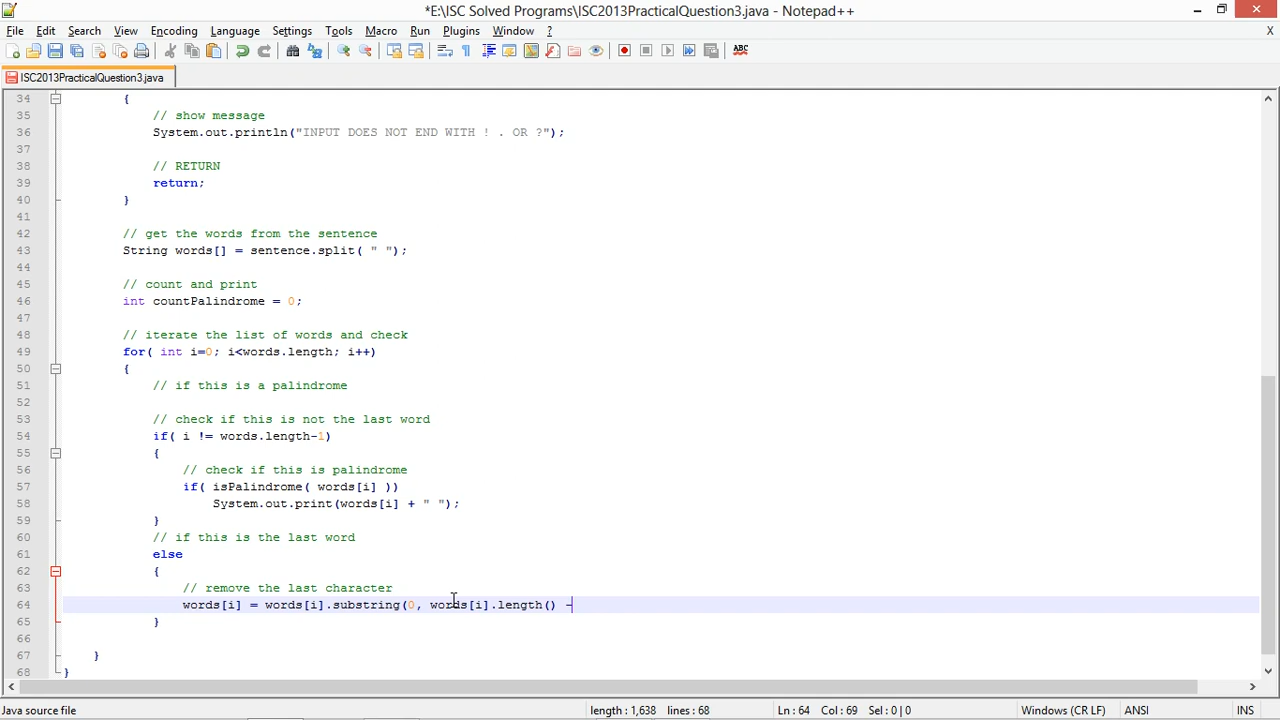 *E:\ISC Solved Programs\ISC2013PracticalQuestion3.java - Notepad++
File Edit Search View Encoding Language Settings Tools Macro Run Plugins Window ? X
ABC
ISC2013PracticalQuestion3.java
34 {
35 // show message
36 System.out.println("INPUT DOES NOT END WITH ! . OR ?");
37
38 // RETURN
39 return;
40 }
41
42 // get the words from the sentence
43 String words[] = sentence.split( " ");
44
45 // count and print
46 int countPalindrome = 0;
47
48 // iterate the list of words and check
49 for( int i=0; i<words.length; i++)
50 {
51 // if this is a palindrome
52
53 // check if this is not the last word
54 if( i != words.length-1)
55 {
56 // check if this is palindrome
57 if( isPalindrome( words[i] ))
58 System.out.print(words[i] + " ");
59 }
60 // if this is the last word
61 else
62 {
63 // remove the last character
64 words[i] = words[i].substring(0, words[i].length() -
65 }
66
67 }
68 }
Java source file length : 1,638 lines : 68 Ln : 64 Col : 69 Sel : 0 | 0 Windows (CR LF) ANSI INS